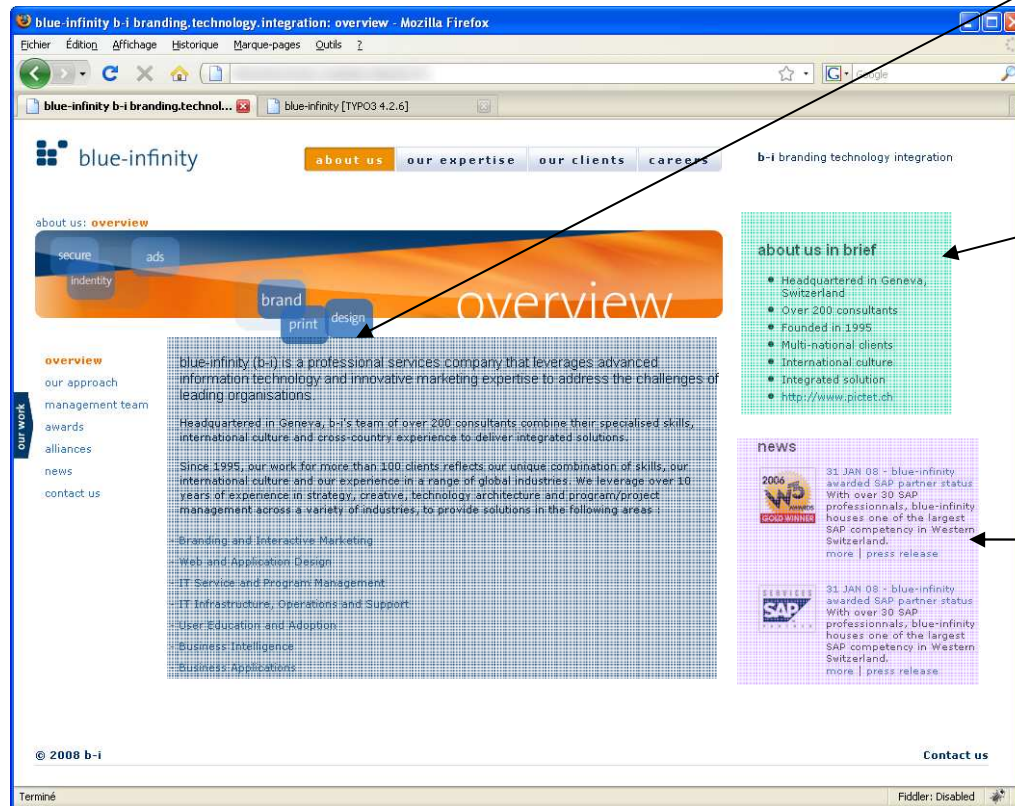 blue-infinity b-i branding.technology.integration: overview - Mozilla Firefox
Fichier Édition Affichage Historique Marque-pages Outils ?
G Google
blue-infinity b-i branding.technol... blue-infinity [TYPO3 4.2.6]
blue-infinity
about us our expertise our clients careers
b-i branding technology integration
about us: overview
secure ads
indentity
brand
print design
overview
our work
overview
our approach
management team
awards
alliances
news
contact us
blue-infinity (b-i) is a professional services company that leverages advanced
information technology and innovative marketing expertise to address the challenges of
leading organisations.
Headquartered in Geneva, b-i's team of over 200 consultants combine their specialised skills,
international culture and cross-country experience to deliver integrated solutions.
Since 1995, our work for more than 100 clients reflects our unique combination of skills, our
international culture and our experience in a range of global industries. We leverage over 10
years of experience in strategy, creative, technology architecture and program/project
management across a variety of industries, to provide solutions in the following areas :
- Branding and Interactive Marketing
- Web and Application Design
- IT Service and Program Management
- IT Infrastructure, Operations and Support
- User Education and Adoption
- Business Intelligence
- Business Applications
about us in brief
• Headquartered in Geneva,
Switzerland
• Over 200 consultants
• Founded in 1995
• Multi-national clients
• International culture
• Integrated solution
• http://www.pictet.ch
news
2006
W3
AWARDS
GOLD WINNER
31 JAN 08 - blue-infinity
awarded SAP partner status
With over 30 SAP
professionnals, blue-infinity
houses one of the largest
SAP competency in Western
Switzerland.
more | press release
SERVICES
SAP
31 JAN 08 - blue-infinity
awarded SAP partner status
With over 30 SAP
professionnals, blue-infinity
houses one of the largest
SAP competency in Western
Switzerland.
more | press release
© 2008 b-i
Contact us
Terminé
Fiddler: Disabled